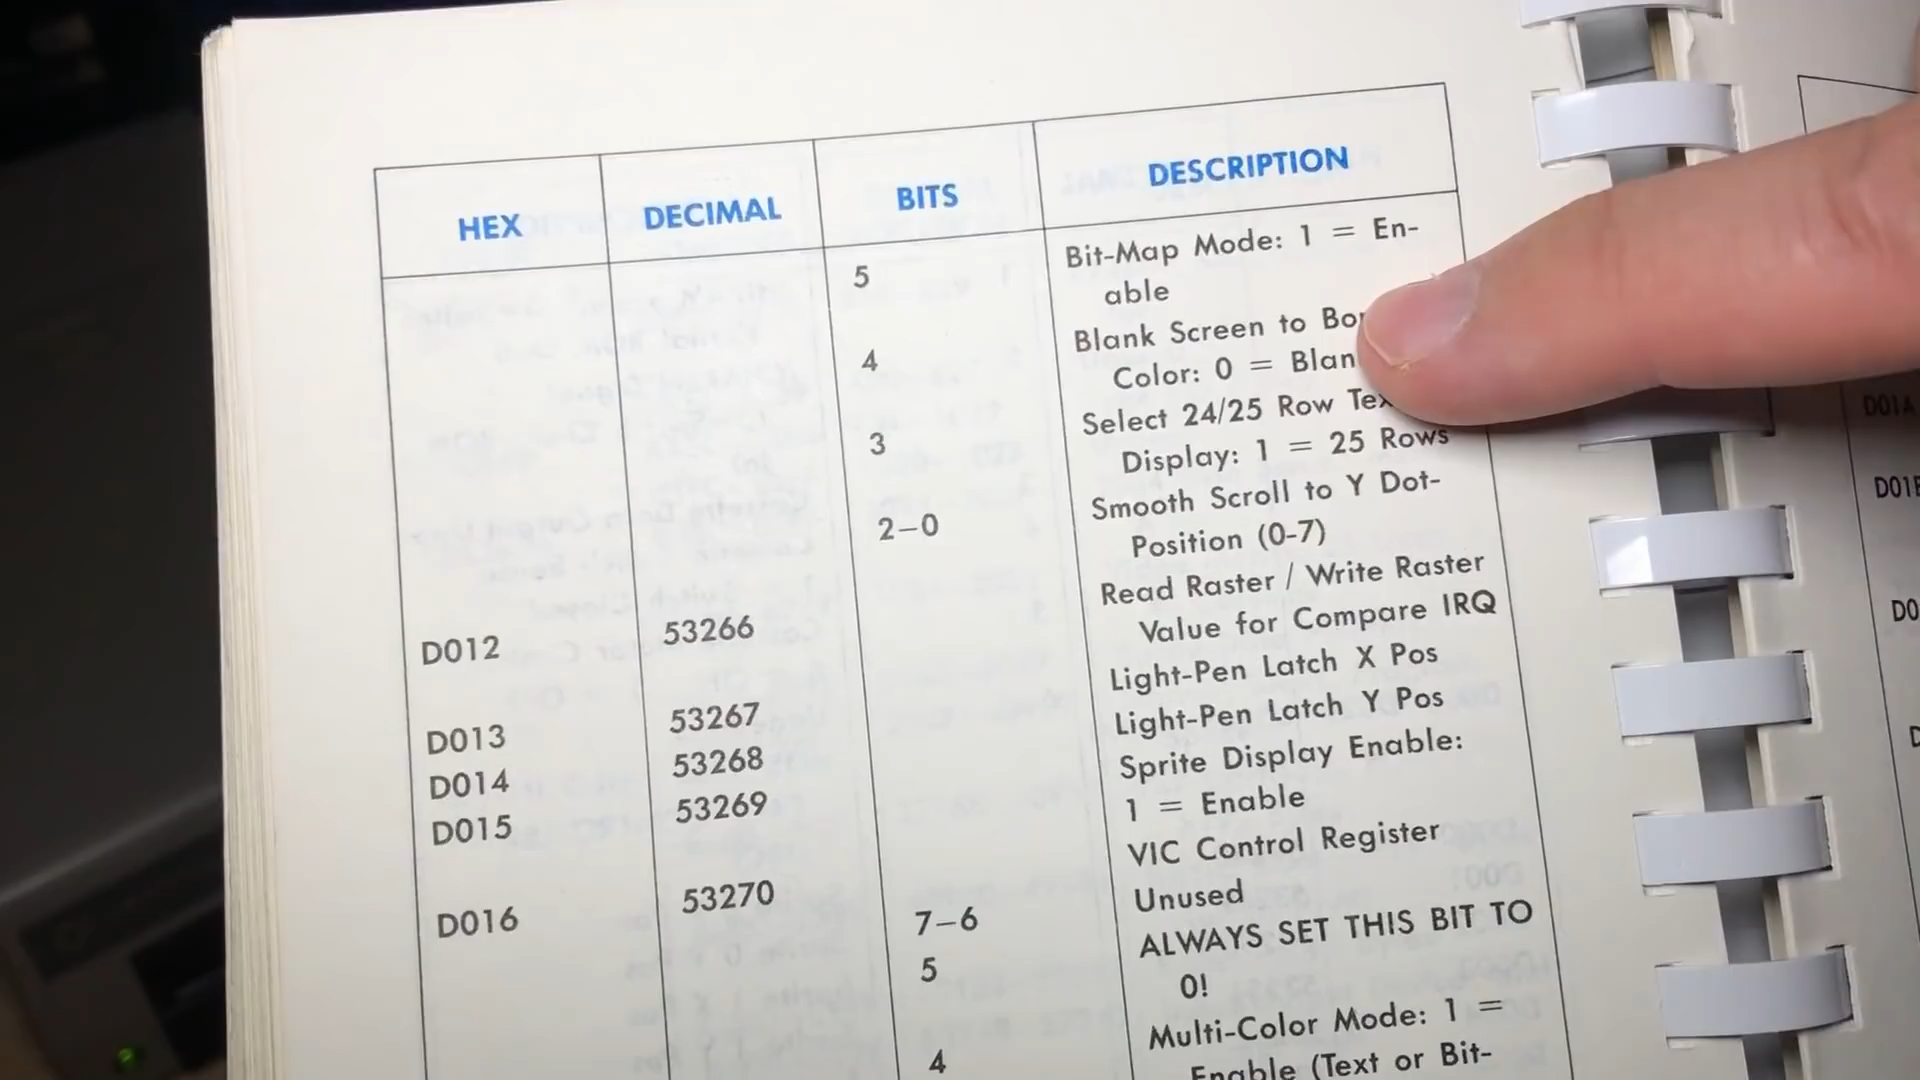 HEX DECIMAL BITS DESCRIPTION
5 Bit-Map Mode: 1 = En-
able
4 Blank Screen to
Color: 0 =
3 Select 24/25 Row
Display: 1 = 25 Rows
2–0 Smooth Scroll to Y Dot-
Position (0-7)
D012 53266 Read Raster / Write Raster
Value for Compare IRQ
D013 53267 Light-Pen Latch X Pos
D014 53268 Light-Pen Latch Y Pos
D015 53269 Sprite Display Enable:
1 = Enable
D016 53270 VIC Control Register
7–6 Unused
5 ALWAYS SET THIS BIT TO
0!
4 Multi-Color Mode: 1 =
Enable (Text or Bit-
D01A